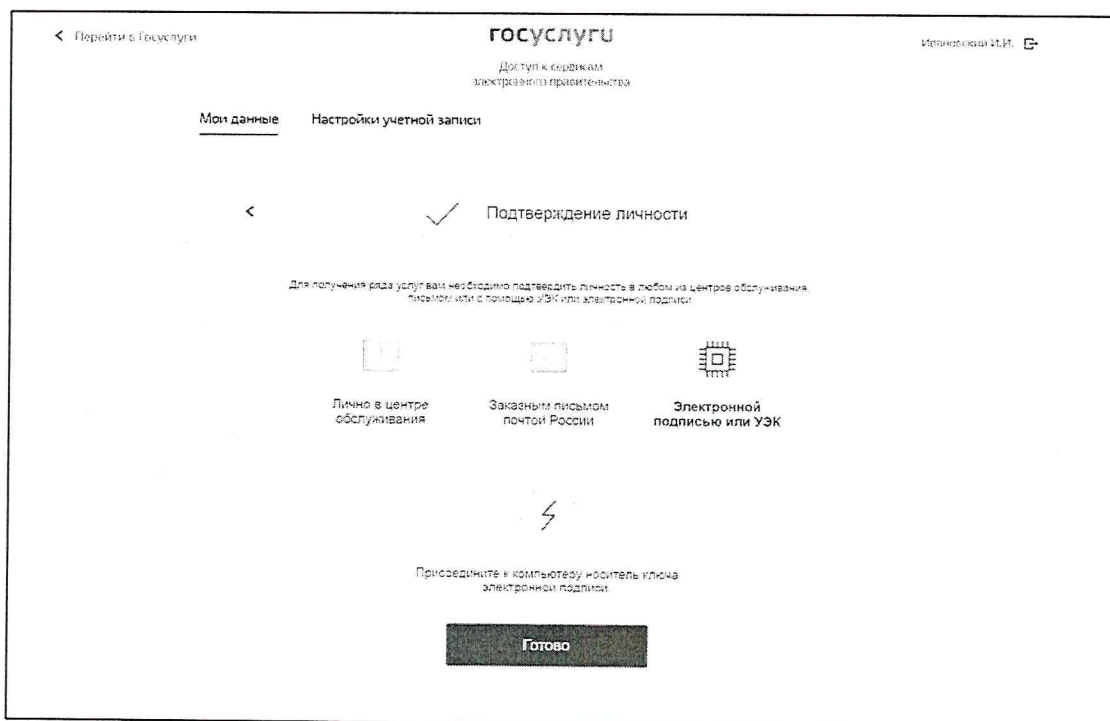 Перейти в Госуслуги
госуслуги
Ивановский И.И.
Доступ к сервисам
электронного правительства
Мои данные Настройки учетной записи
Подтверждение личности
Для получения ряда услуг вам необходимо подтвердить личность в любом из центров обслуживания,
письмом или с помощью УЭК или электронной подписи
Лично в центре
обслуживания
Заказным письмом
почтой России
Электронной
подписью или УЭК
Присоедините к компьютеру носитель ключа
электронной подписи
Готово